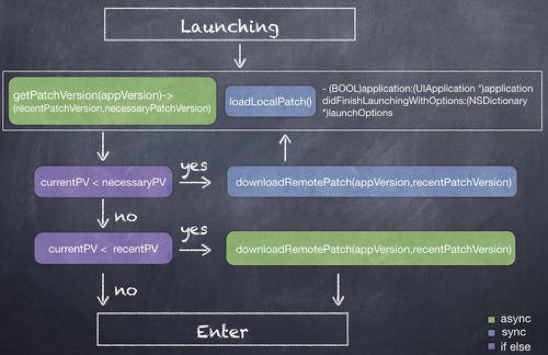 Launching
getPatchVersion(appVersion)->
(recentPatchVersion,necessaryPatchVersion)
loadLocalPatch()
- (BOOL)application:(UIApplication *)application
didFinishLaunchingWithOptions:(NSDictionary
*)launchOptions
currentPV < necessaryPV
yes
downloadRemotePatch(appVersion,recentPatchVersion)
no
currentPV < recentPV
yes
downloadRemotePatch(appVersion,recentPatchVersion)
no
Enter
async
sync
if else